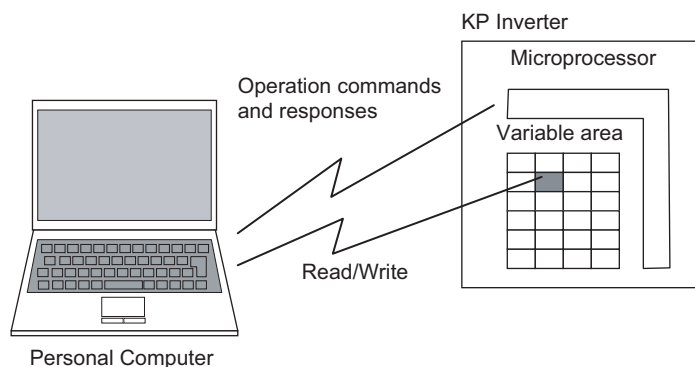 KP Inverter
Microprocessor
Operation commands
and responses
Variable area
Read/Write
Personal Computer